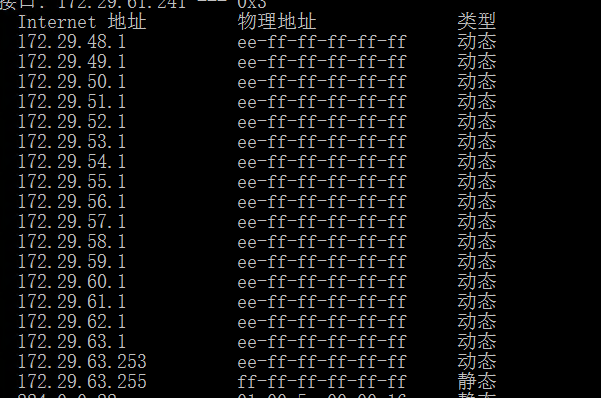 接口: 172.29.61.241 --- 0x3
Internet 地址 物理地址 类型
172.29.48.1 ee-ff-ff-ff-ff-ff 动态
172.29.49.1 ee-ff-ff-ff-ff-ff 动态
172.29.50.1 ee-ff-ff-ff-ff-ff 动态
172.29.51.1 ee-ff-ff-ff-ff-ff 动态
172.29.52.1 ee-ff-ff-ff-ff-ff 动态
172.29.53.1 ee-ff-ff-ff-ff-ff 动态
172.29.54.1 ee-ff-ff-ff-ff-ff 动态
172.29.55.1 ee-ff-ff-ff-ff-ff 动态
172.29.56.1 ee-ff-ff-ff-ff-ff 动态
172.29.57.1 ee-ff-ff-ff-ff-ff 动态
172.29.58.1 ee-ff-ff-ff-ff-ff 动态
172.29.59.1 ee-ff-ff-ff-ff-ff 动态
172.29.60.1 ee-ff-ff-ff-ff-ff 动态
172.29.61.1 ee-ff-ff-ff-ff-ff 动态
172.29.62.1 ee-ff-ff-ff-ff-ff 动态
172.29.63.1 ee-ff-ff-ff-ff-ff 动态
172.29.63.253 ee-ff-ff-ff-ff-ff 动态
172.29.63.255 ff-ff-ff-ff-ff-ff 静态
224.0.0.22 01-00-5e-00-00-16 静态